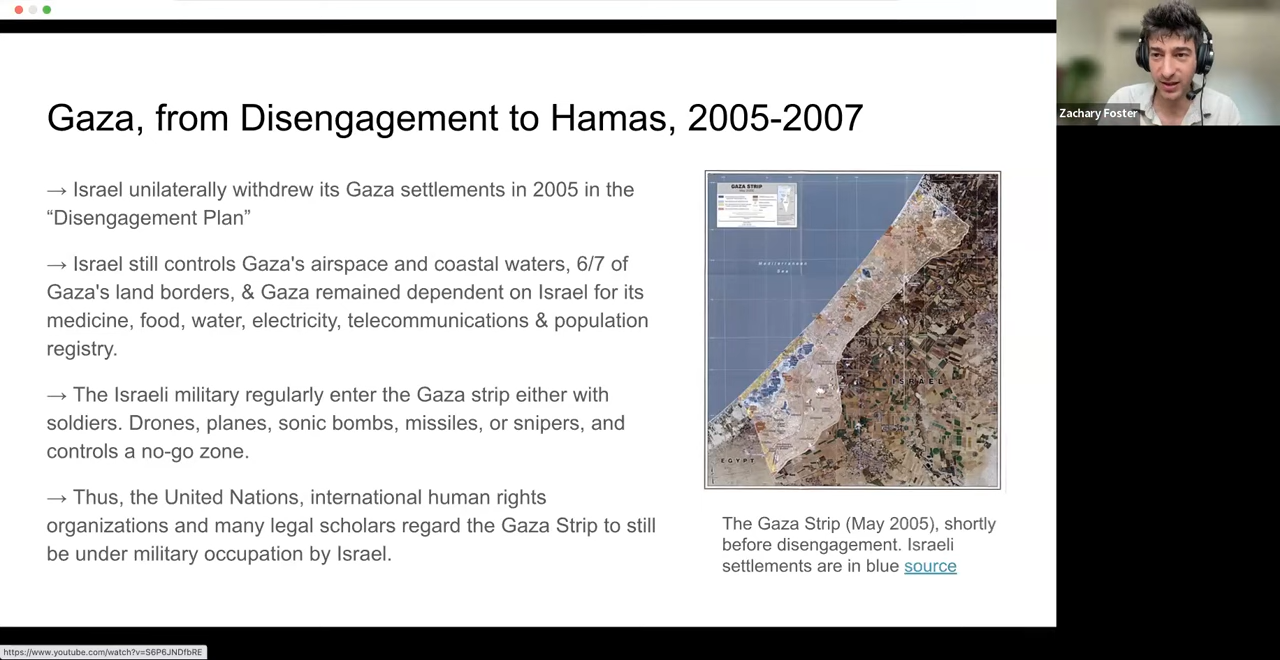 Gaza, from Disengagement to Hamas, 2005-2007
→ Israel unilaterally withdrew its Gaza settlements in 2005 in the
“Disengagement Plan”
→ Israel still controls Gaza's airspace and coastal waters, 6/7 of
Gaza's land borders, & Gaza remained dependent on Israel for its
medicine, food, water, electricity, telecommunications & population
registry.
→ The Israeli military regularly enter the Gaza strip either with
soldiers. Drones, planes, sonic bombs, missiles, or snipers, and
controls a no-go zone.
→ Thus, the United Nations, international human rights
organizations and many legal scholars regard the Gaza Strip to still
be under military occupation by Israel.
GAZA STRIP
Mediterranean
Sea
ISRAEL
EGYPT
The Gaza Strip (May 2005), shortly
before disengagement. Israeli
settlements are in blue source
Zachary Foster
https://www.youtube.com/watch?v=S6P6JNDfbRE